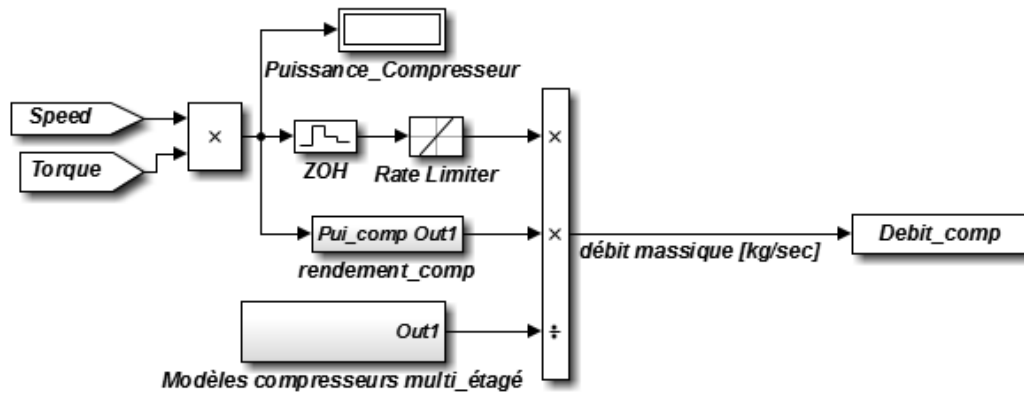 Puissance_Compresseur
Speed
×
Torque
ZOH
Rate Limiter
×
Pui_comp Out1
rendement_comp
×
débit massique [kg/sec]
Debit_comp
Out1
÷
Modèles compresseurs multi_étagé